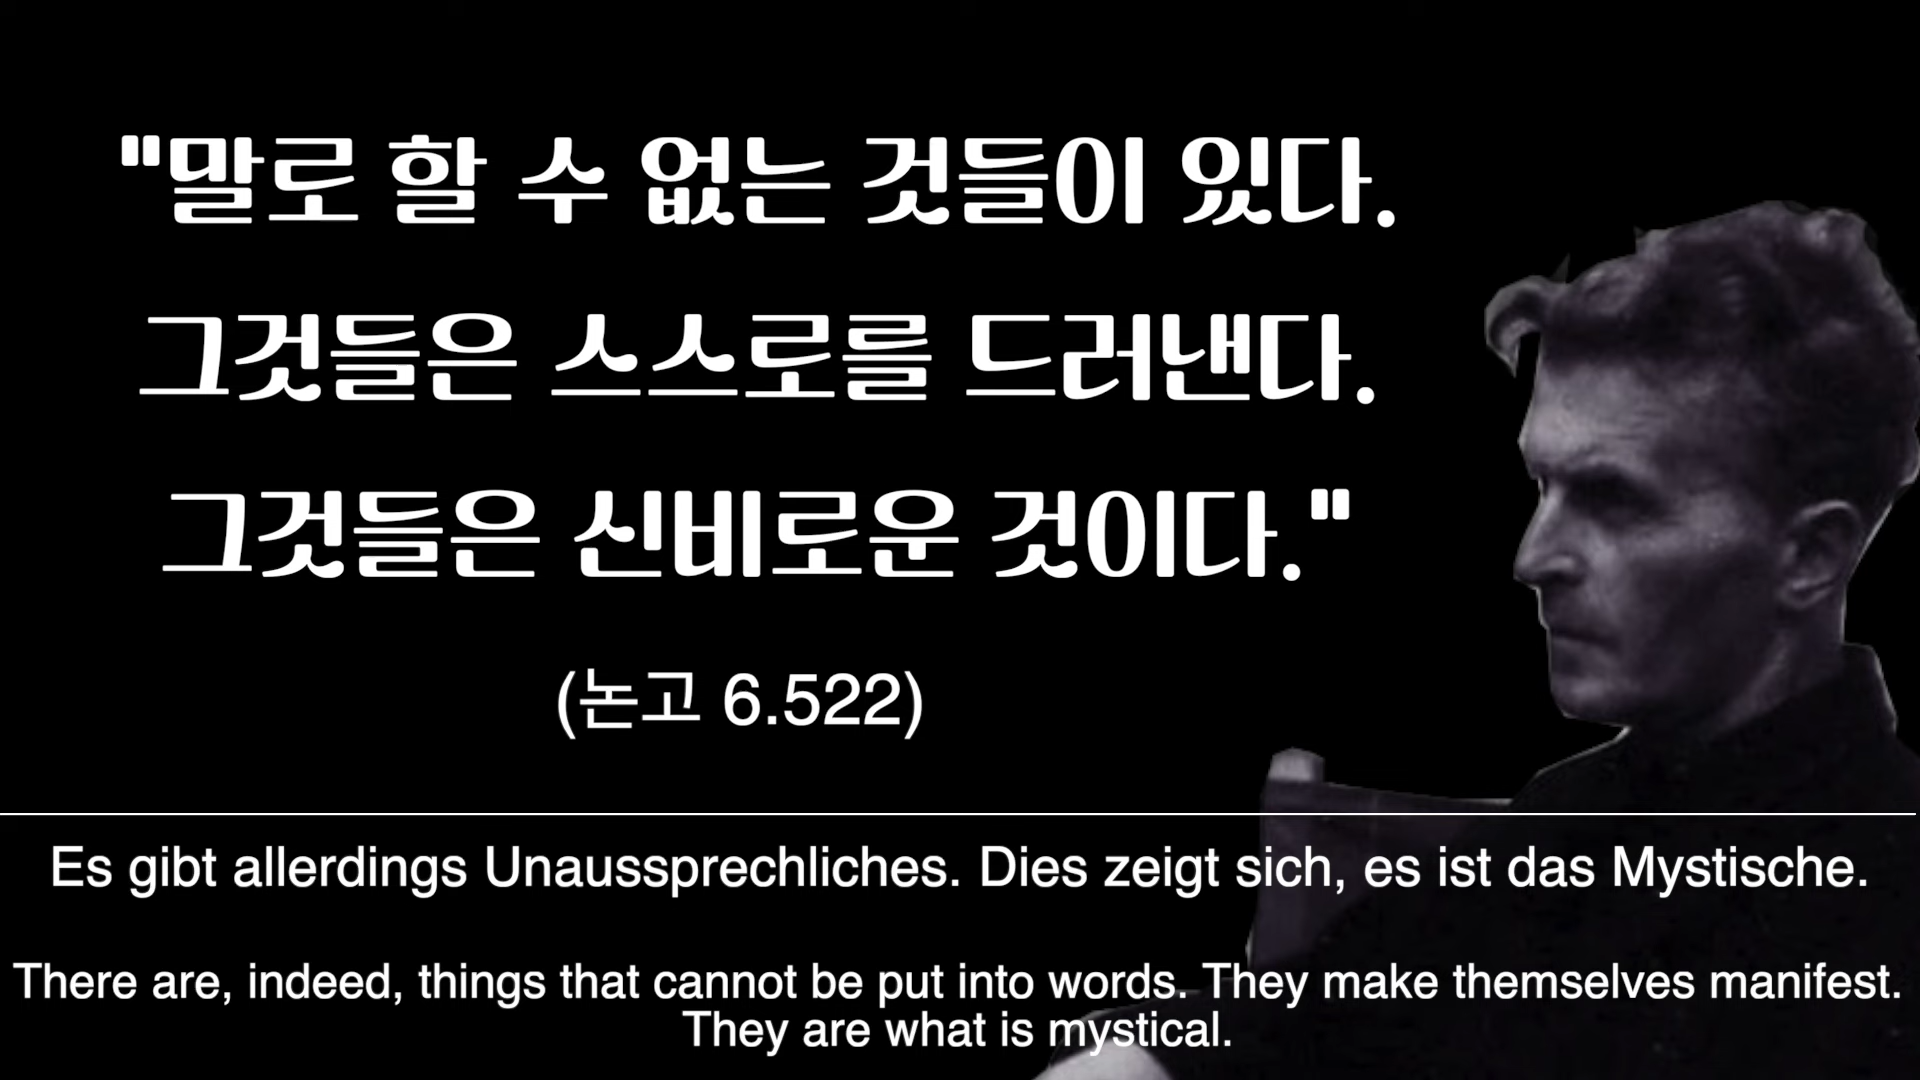 "말로 할 수 없는 것들이 있다.
그것들은 스스로를 드러낸다.
그것들은 신비로운 것이다."
(논고 6.522)
Es gibt allerdings Unaussprechliches. Dies zeigt sich, es ist das Mystische.
There are, indeed, things that cannot be put into words. They make themselves manifest.
They are what is mystical.